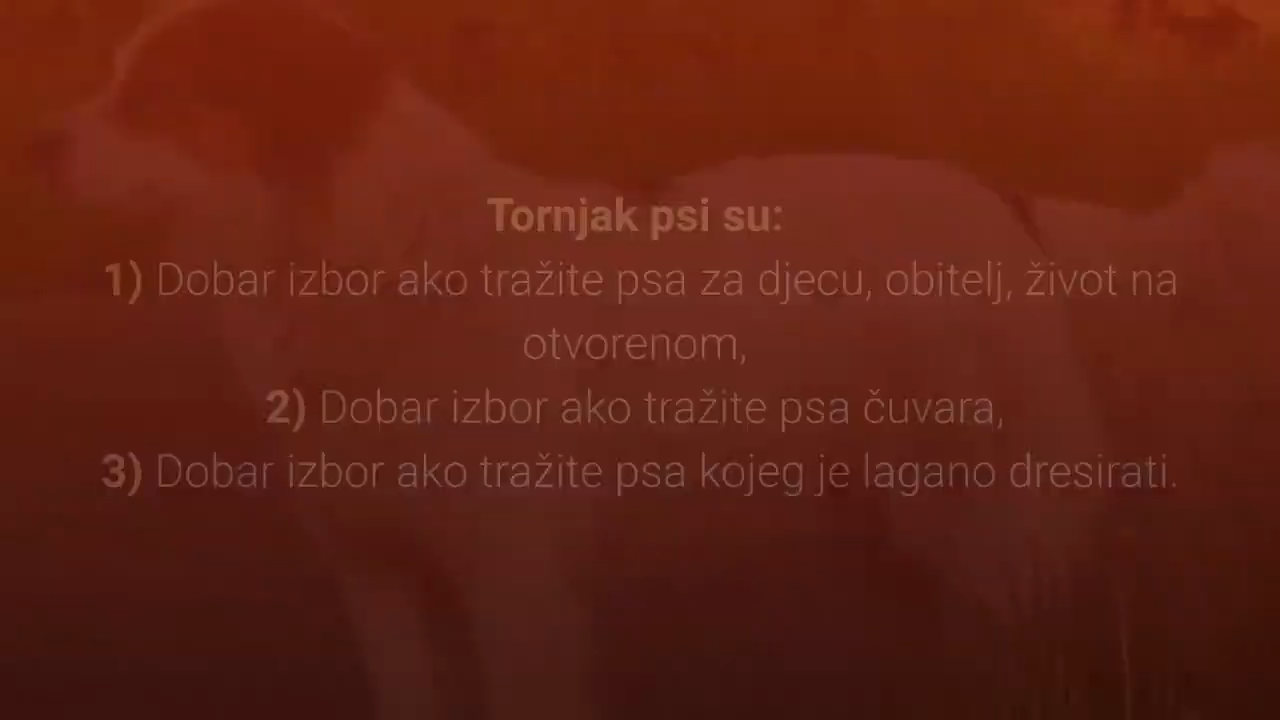 Tornjak psi su:
1) Dobar izbor ako tražite psa za djecu, obitelj, život na
otvorenom,
2) Dobar izbor ako tražite psa čuvara,
3) Dobar izbor ako tražite psa kojeg je lagano dresirati.